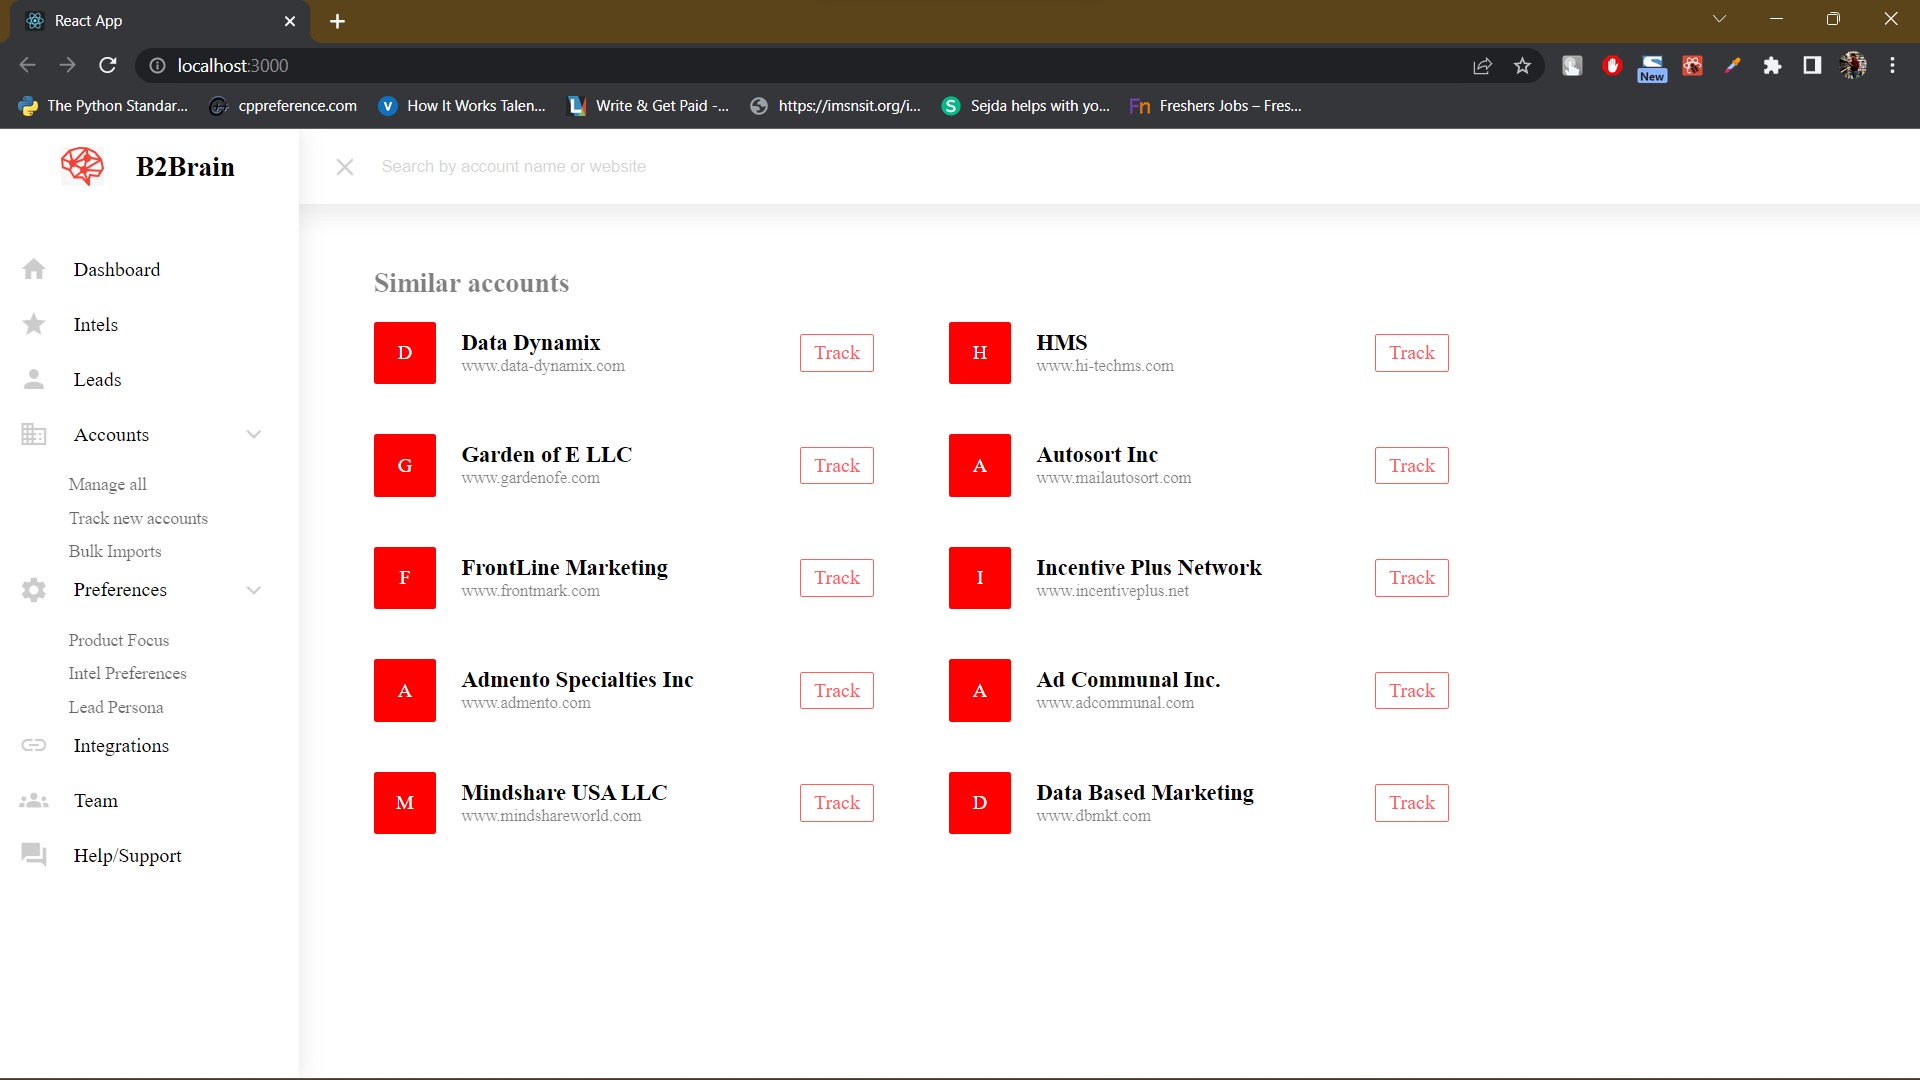 React App
localhost:3000
New
The Python Standar...
cppreference.com
How It Works Talen...
Write & Get Paid -...
https://imsnsit.org/i...
Sejda helps with yo...
Freshers Jobs – Fres...
B2Brain
Search by account name or website
Dashboard
Intels
Leads
Accounts
Manage all
Track new accounts
Bulk Imports
Preferences
Product Focus
Intel Preferences
Lead Persona
Integrations
Team
Help/Support
Similar accounts
D
Data Dynamix
www.data-dynamix.com
Track
H
HMS
www.hi-techms.com
Track
G
Garden of E LLC
www.gardenofe.com
Track
A
Autosort Inc
www.mailautosort.com
Track
F
FrontLine Marketing
www.frontmark.com
Track
I
Incentive Plus Network
www.incentiveplus.net
Track
A
Admento Specialties Inc
www.admento.com
Track
A
Ad Communal Inc.
www.adcommunal.com
Track
M
Mindshare USA LLC
www.mindshareworld.com
Track
D
Data Based Marketing
www.dbmkt.com
Track